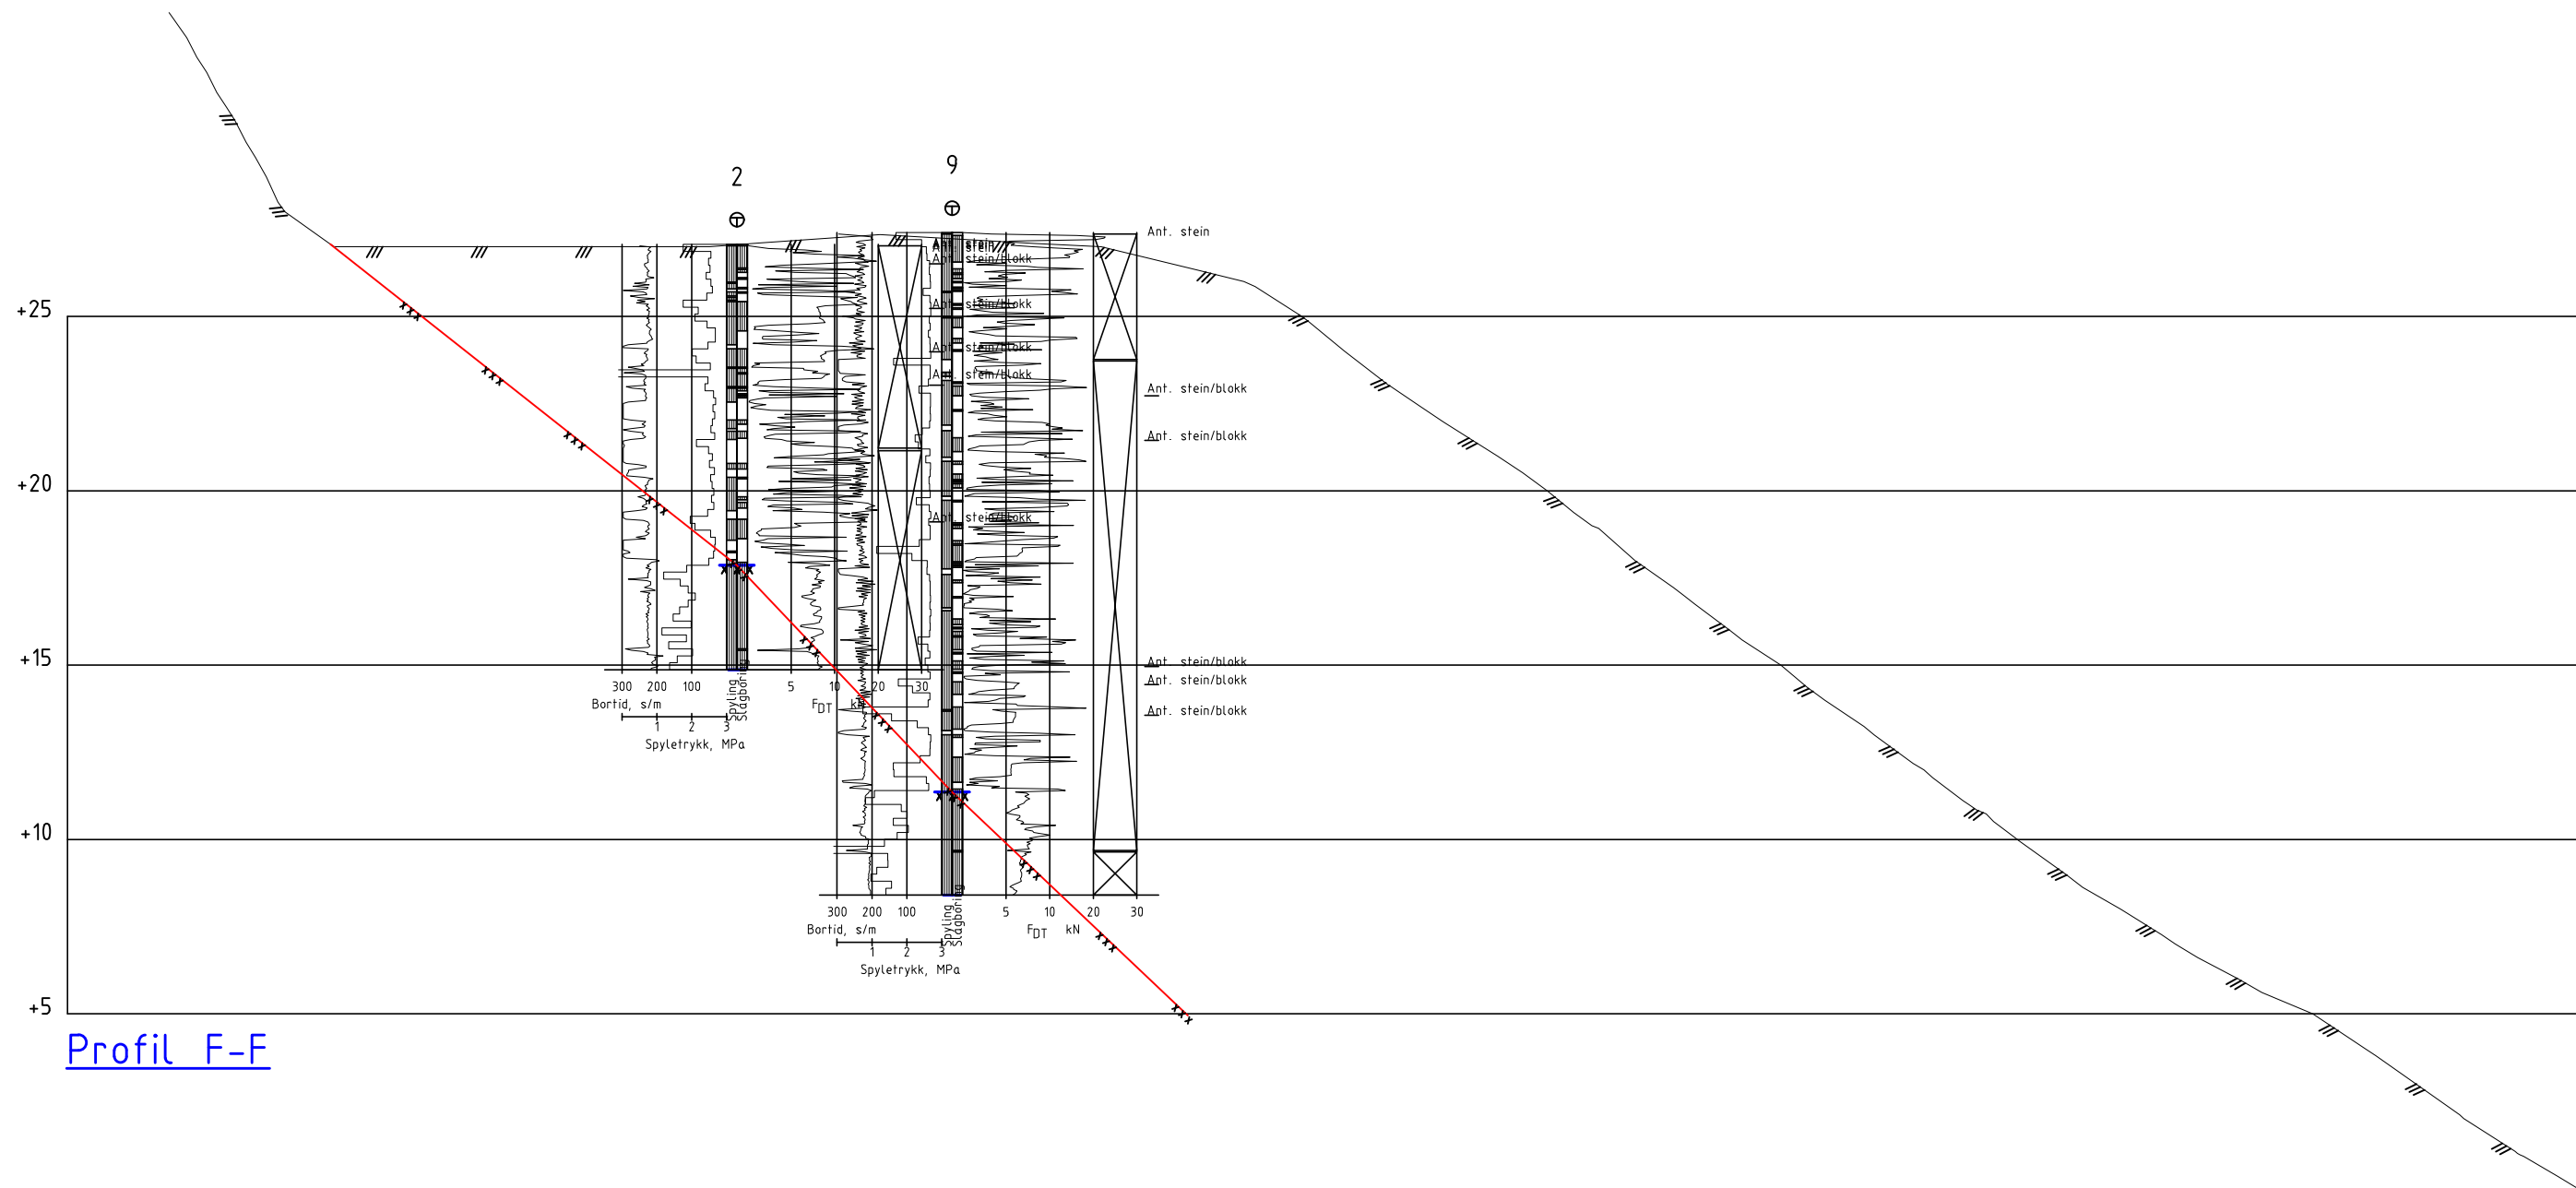 9
2
Ant. stein
Ant. stein
Ant. stein/blokk
Ant. stein/blokk
+25
Ant. stein/blokk
Ant. stein/blokk
Ant. stein/blokk
Ant. stein/blokk
+20
Ant. stein/blokk
+15
Ant. stein/blokk
Ant. stein/blokk
Ant. stein/blokk
300 200 100 5 10 20 30
Bortid, s/m
Spyling
Slagboring
FDT kN
1 2 3
Spyletrykk, MPa
+10
300 200 100 5 10 20 30
Bortid, s/m
Spyling
Slagboring
FDT kN
1 2 3
Spyletrykk, MPa
+5
Profil F-F